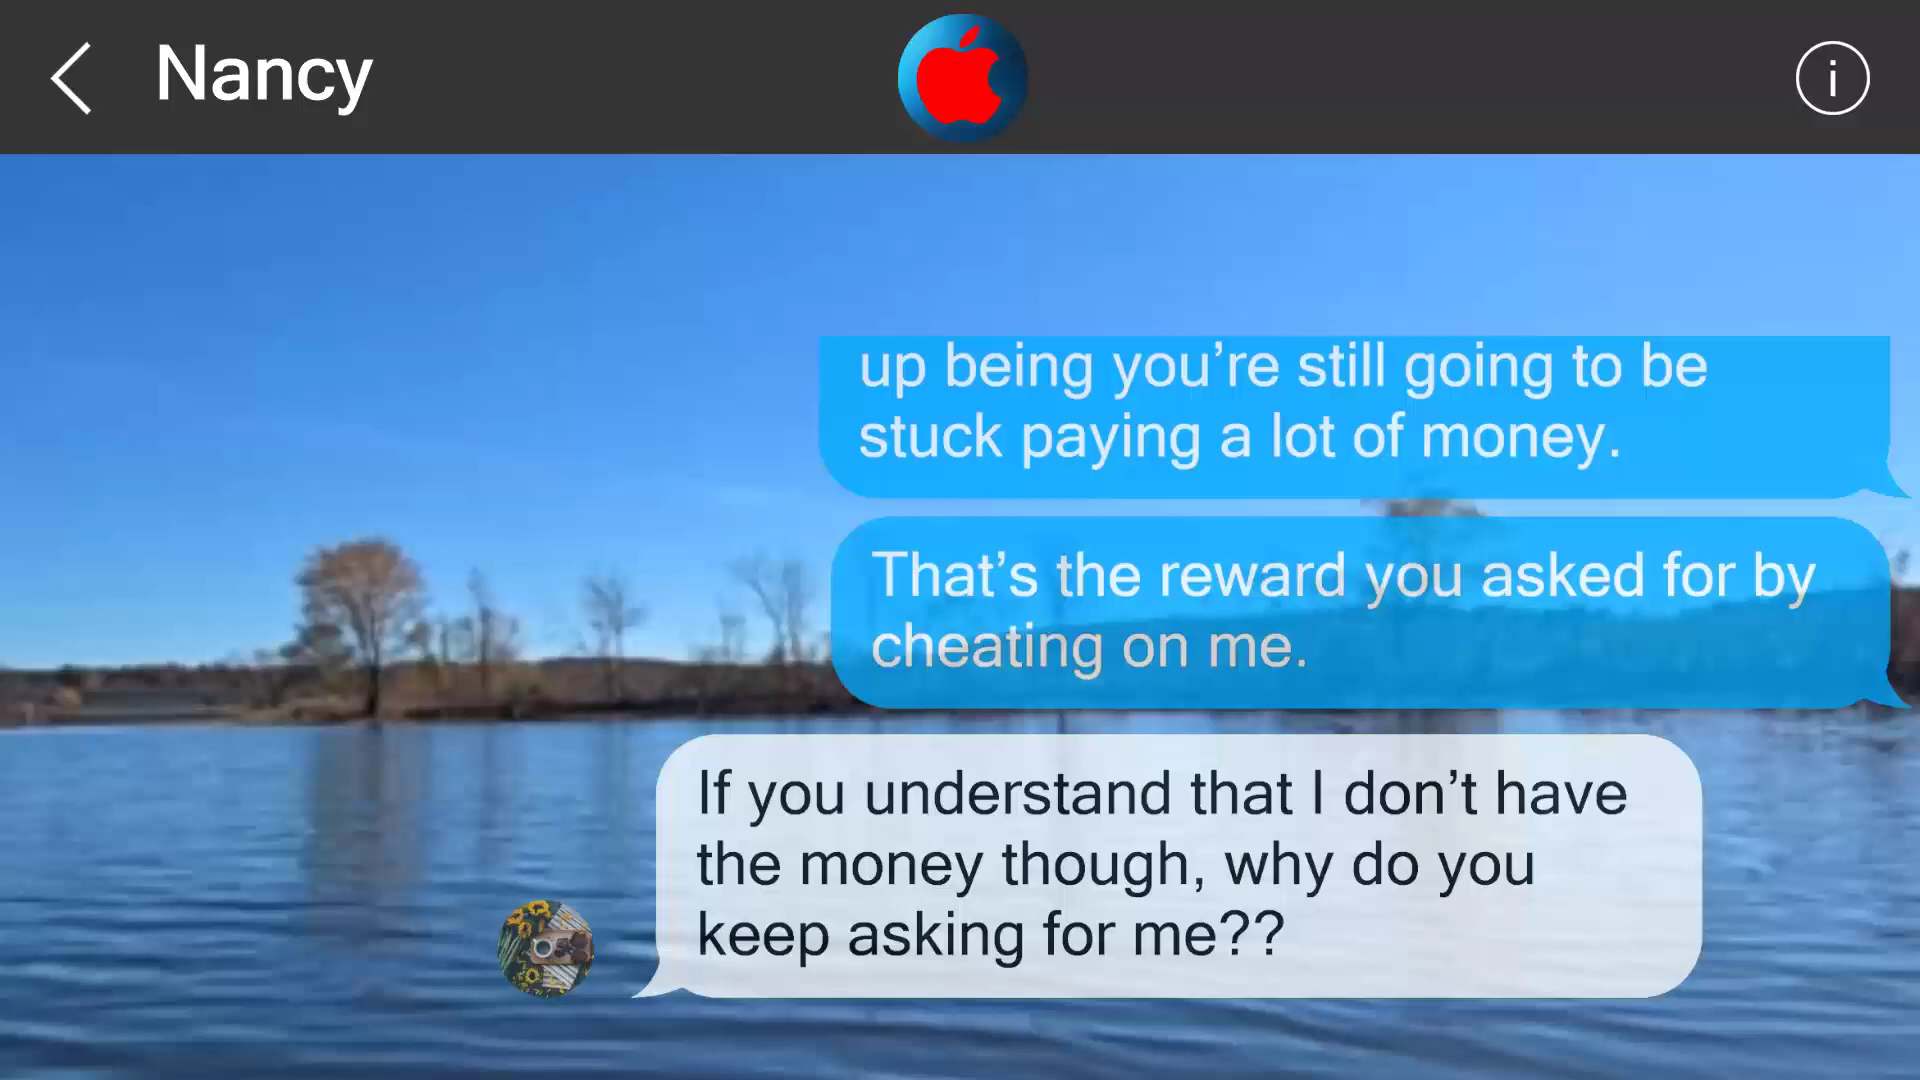 Nancy
up being you’re still going to be
stuck paying a lot of money.
That’s the reward you asked for by
cheating on me.
If you understand that I don’t have
the money though, why do you
keep asking for me??